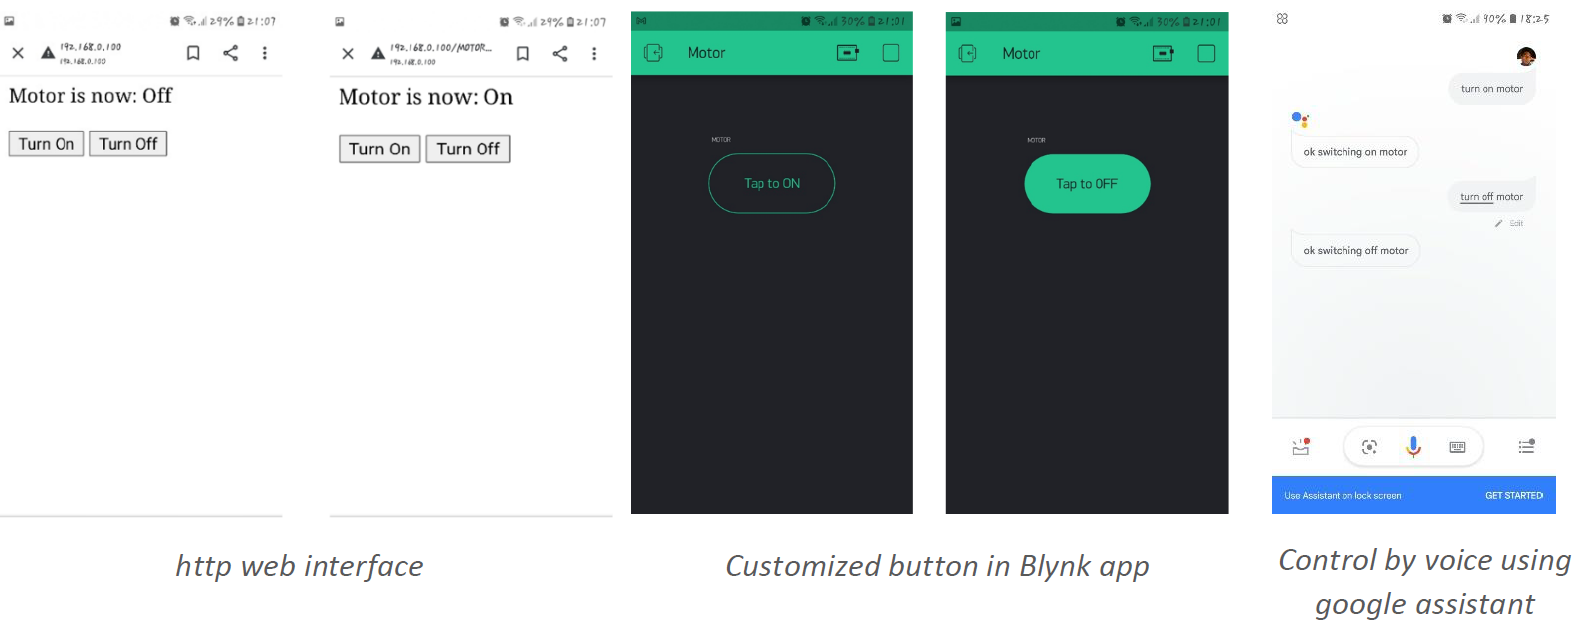 29% 21:07
192.168.0.100
192.168.0.100
Motor is now: Off
Turn On Turn Off
29% 21:07
192.168.0.100/MOTOR...
192.168.0.100
Motor is now: On
Turn On Turn Off
http web interface
30% 21:01
Motor
MOTOR
Tap to ON
30% 21:01
Motor
MOTOR
Tap to OFF
Customized button in Blynk app
90% 18:25
turn on motor
ok switching on motor
turn off motor
Edit
ok switching off motor
Use Assistant on lock screen GET STARTED
Control by voice using
google assistant